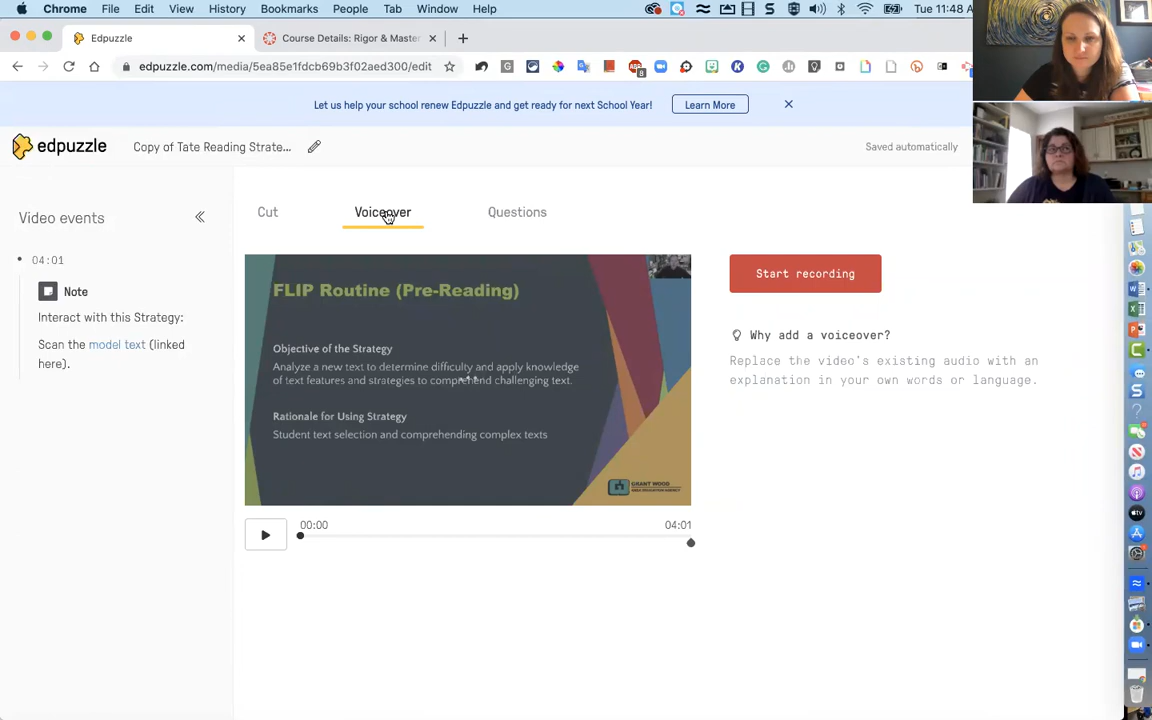 Chrome File Edit View History Bookmarks People Tab Window Help
Tue 11:48 A
Edpuzzle
Course Details: Rigor & Master
edpuzzle.com/media/5ea85e1fdcb69b3f02aed300/edit
Let us help your school renew Edpuzzle and get ready for next School Year!
Learn More
edpuzzle
Copy of Tate Reading Strate...
Saved automatically
Video events
Cut
Voiceover
Questions
04:01
Note
Interact with this Strategy:
Scan the model text (linked
here).
FLIP Routine (Pre-Reading)
Objective of the Strategy
Analyze a new text to determine difficulty and apply knowledge
of text features and strategies to comprehend challenging text.
Rationale for Using Strategy
Student text selection and comprehending complex texts
GRANT WOOD
AREA EDUCATION AGENCY
00:00
04:01
Start recording
Why add a voiceover?
Replace the video's existing audio with an
explanation in your own words or language.